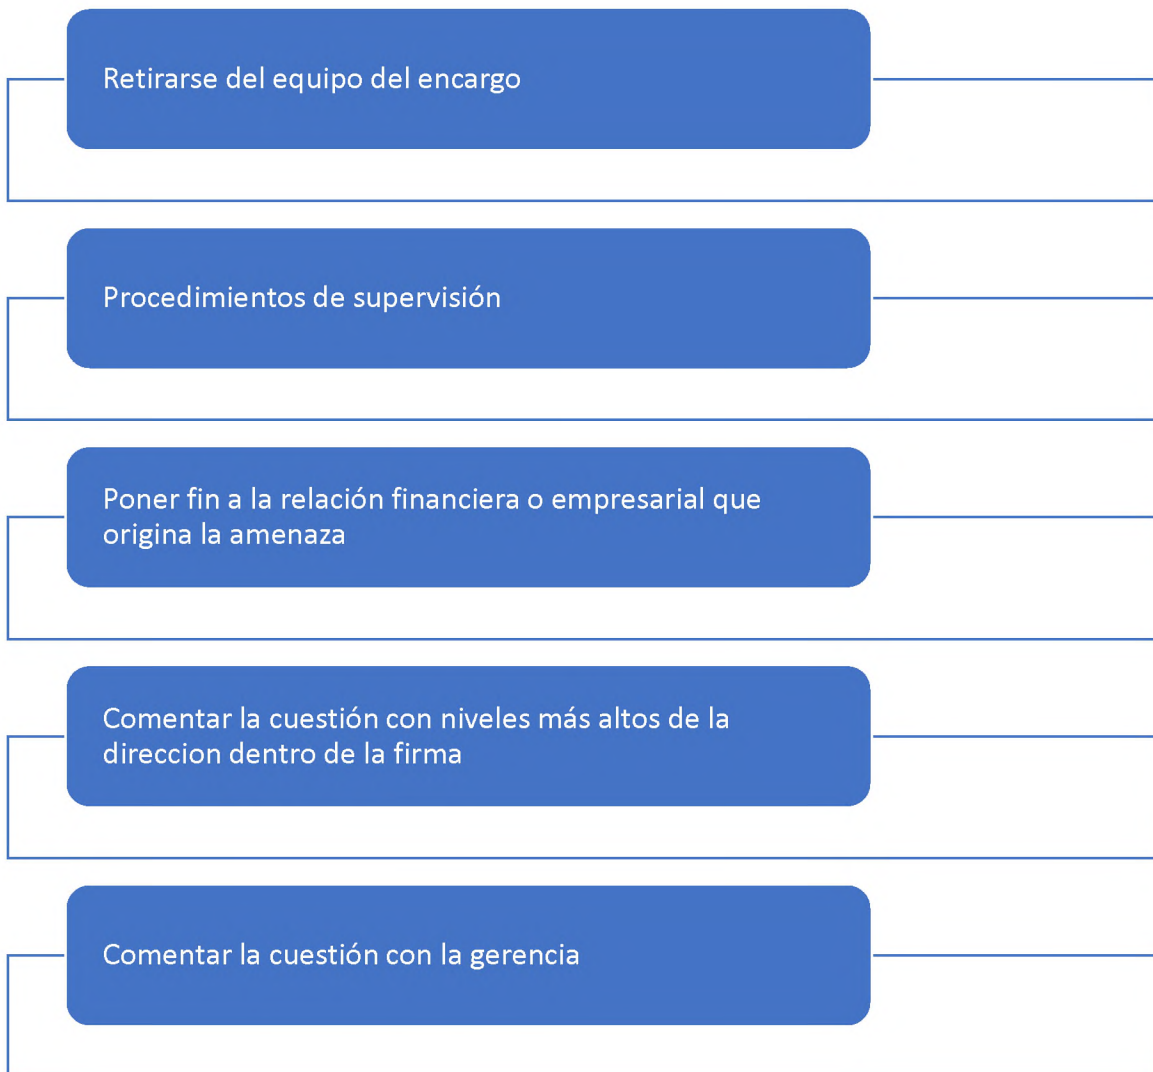 Retirarse del equipo del encargo
Procedimientos de supervisión
Poner fin a la relación financiera o empresarial que
origina la amenaza
Comentar la cuestión con niveles más altos de la
direccion dentro de la firma
Comentar la cuestión con la gerencia